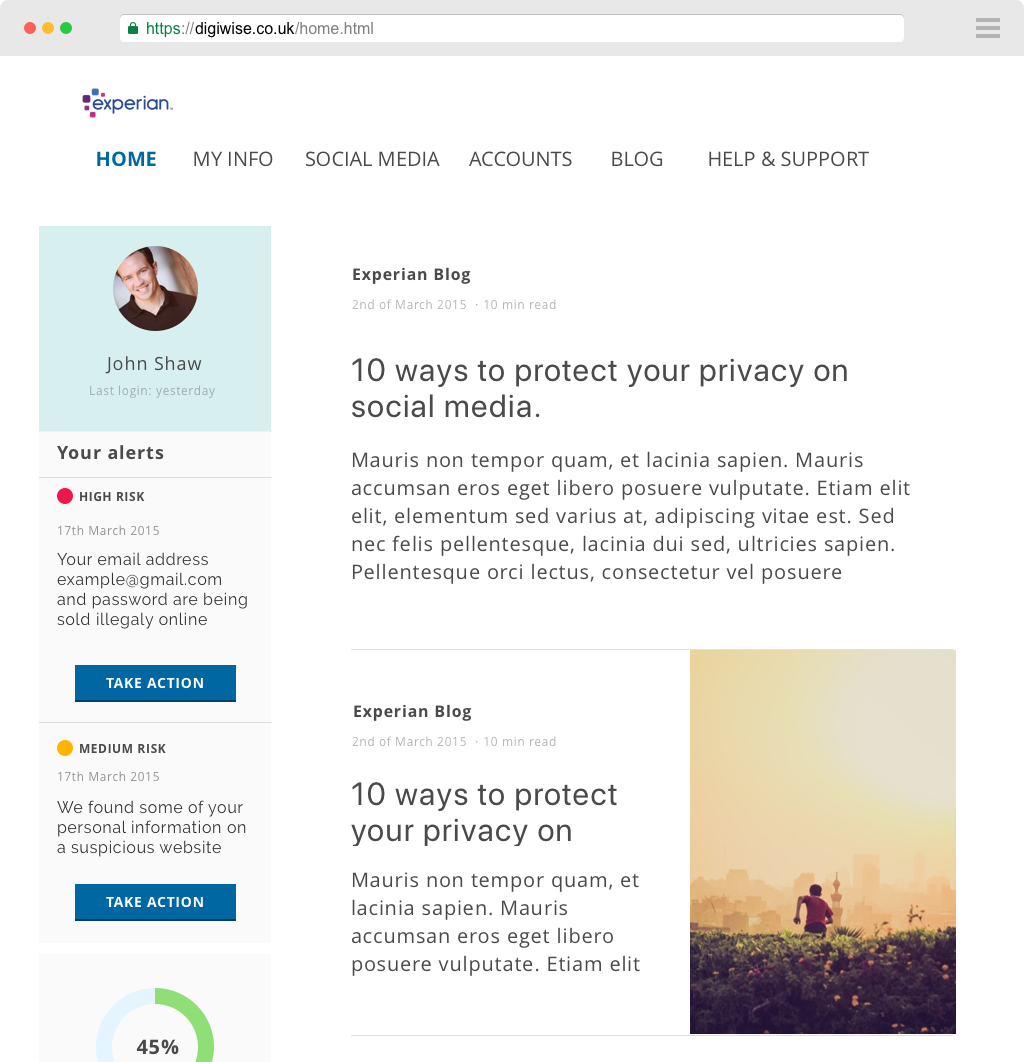 https://digiwise.co.uk/home.html
experian.
HOME MY INFO SOCIAL MEDIA ACCOUNTS BLOG HELP & SUPPORT
John Shaw
Last login: yesterday
Your alerts
HIGH RISK
17th March 2015
Your email address
example@gmail.com
and password are being
sold illegaly online
TAKE ACTION
MEDIUM RISK
17th March 2015
We found some of your
personal information on
a suspicious website
TAKE ACTION
45%
Experian Blog
2nd of March 2015 · 10 min read
10 ways to protect your privacy on
social media.
Mauris non tempor quam, et lacinia sapien. Mauris
accumsan eros eget libero posuere vulputate. Etiam elit
elit, elementum sed varius at, adipiscing vitae est. Sed
nec felis pellentesque, lacinia dui sed, ultricies sapien.
Pellentesque orci lectus, consectetur vel posuere
Experian Blog
2nd of March 2015 · 10 min read
10 ways to protect
your privacy on
Mauris non tempor quam, et
lacinia sapien. Mauris
accumsan eros eget libero
posuere vulputate. Etiam elit